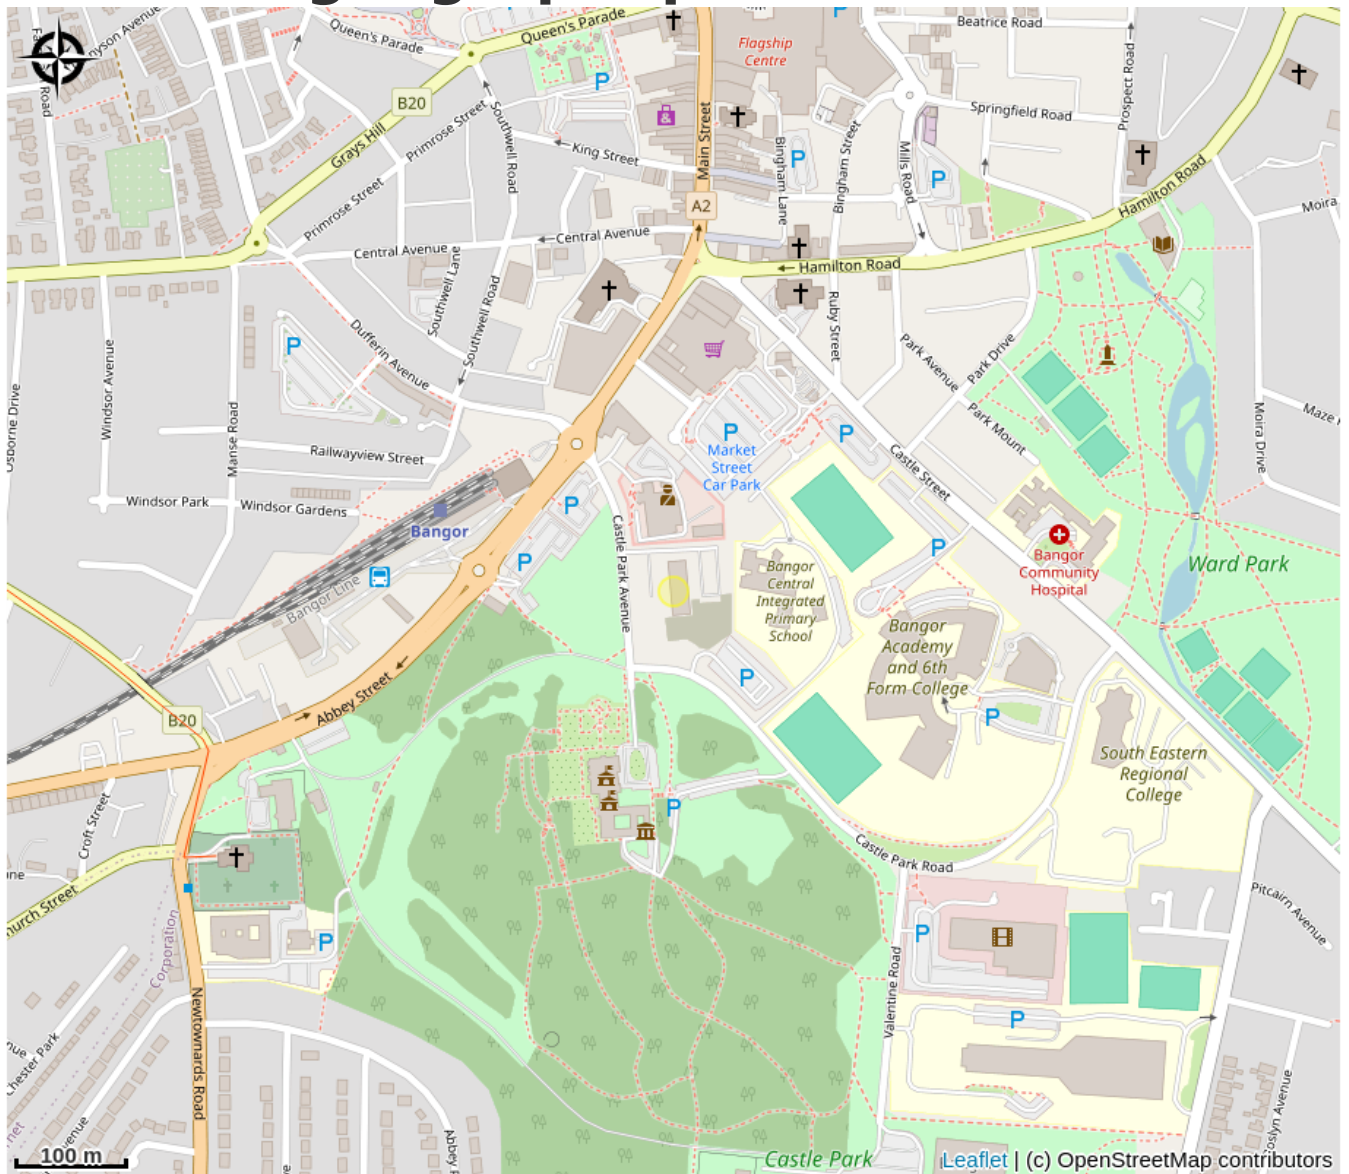 Queen's Parade
Queen's Parade
Beatrice Road
Flagship
Centre
B20
Springfield Road
Prospect Road
Primrose Street
Southwell Road
Grays Hill
Main Street
King Street
Bingham Lane
Bingham Street
Mills Road
Hamilton Road
A2
Primrose Street
Moira
Central Avenue
Central Avenue
Hamilton Road
Southwell Lane
Southwell Road
Ruby Street
Dufferin Avenue
Park Avenue
Park Drive
Windsor Avenue
Osborne Drive
Manse Road
Park Mount
Moira Drive
Maze
Railwayview Street
Market
Street
Car Park
Castle Street
Windsor Park
Windsor Gardens
Bangor
Castle Park Avenue
Bangor Line
Bangor
Community
Hospital
Ward Park
Bangor
Central
Integrated
Primary
School
Bangor
Academy
and 6th
Form College
Abbey Street
B20
South Eastern
Regional
College
Croft Street
Castle Park Road
Pitcairn Avenue
Corporation
Newtownards Road
Valentine Road
100 m
Castle Park
Leaflet | (c) OpenStreetMap contributors